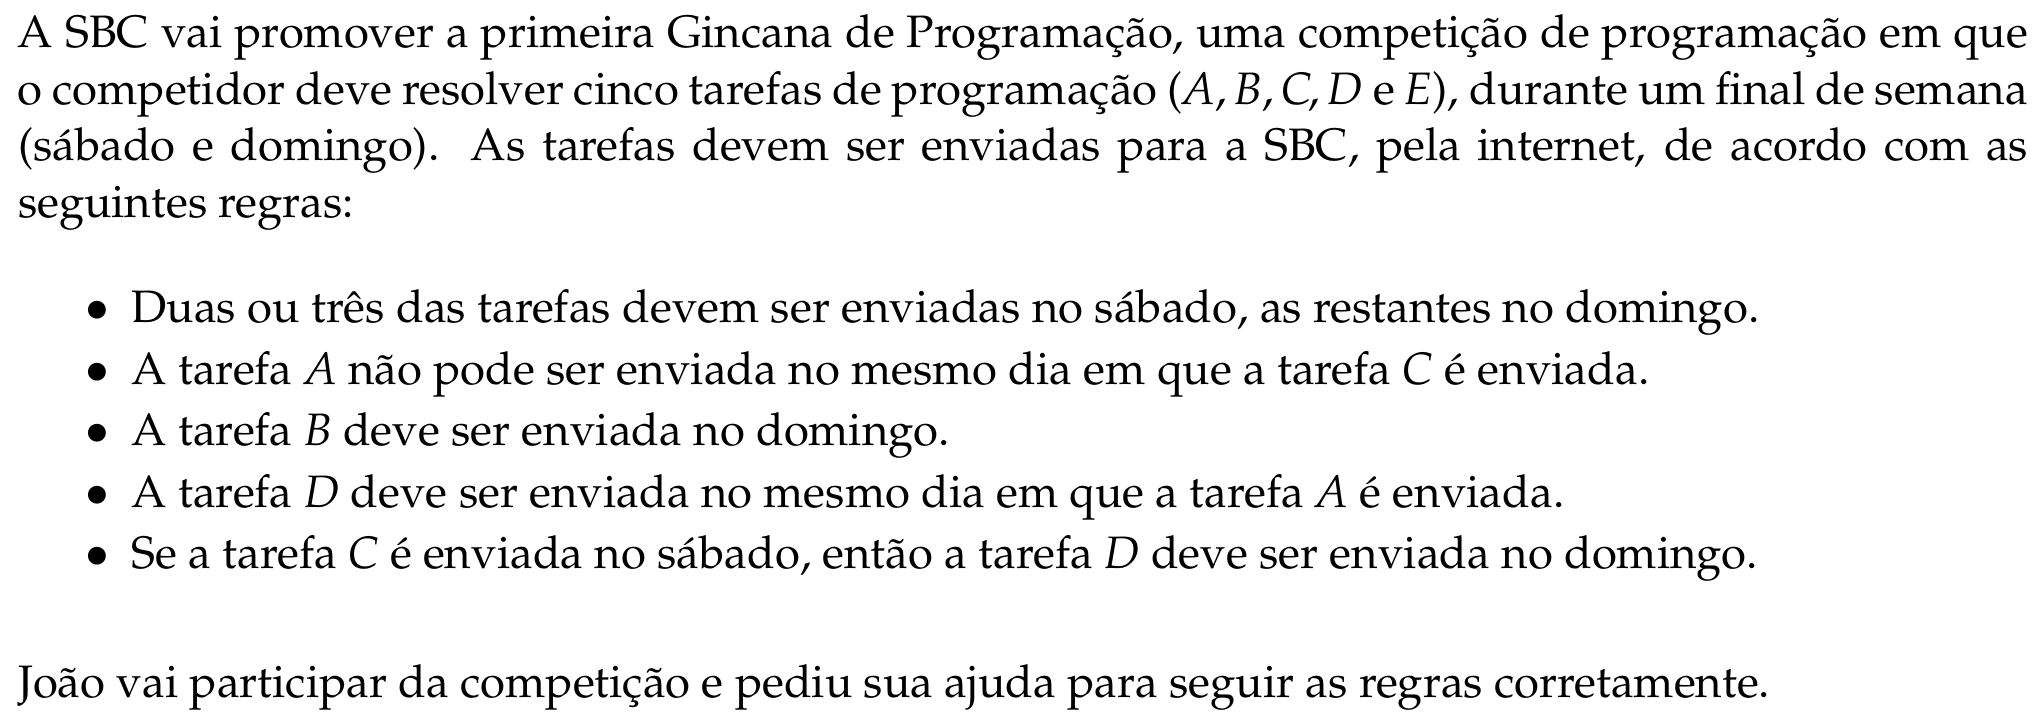 A SBC vai promover a primeira Gincana de Programação, uma competição de programação em que
o competidor deve resolver cinco tarefas de programação (A, B, C, D e E), durante um final de semana
(sábado e domingo). As tarefas devem ser enviadas para a SBC, pela internet, de acordo com as
seguintes regras:
• Duas ou três das tarefas devem ser enviadas no sábado, as restantes no domingo.
• A tarefa A não pode ser enviada no mesmo dia em que a tarefa C é enviada.
• A tarefa B deve ser enviada no domingo.
• A tarefa D deve ser enviada no mesmo dia em que a tarefa A é enviada.
• Se a tarefa C é enviada no sábado, então a tarefa D deve ser enviada no domingo.
João vai participar da competição e pediu sua ajuda para seguir as regras corretamente.